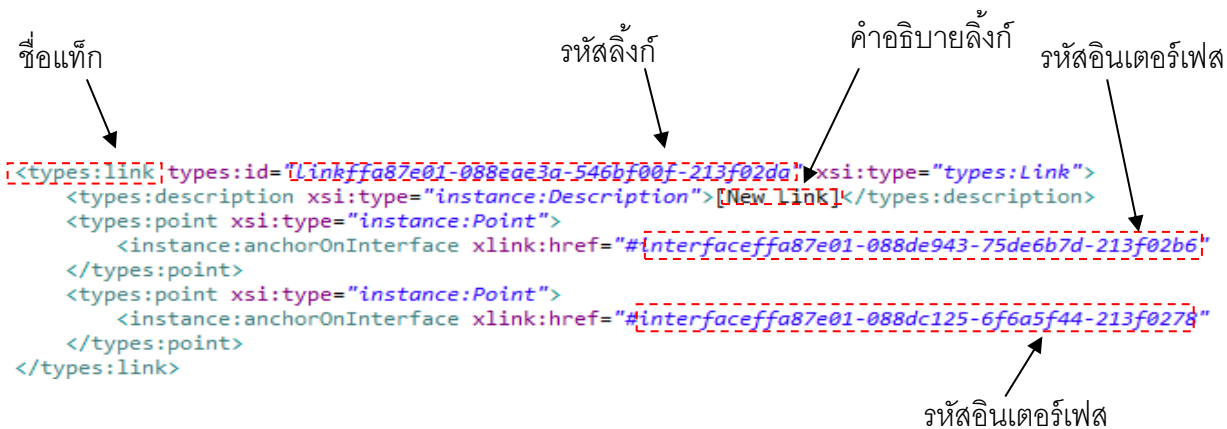 ชื่อแท็ก
รหัสลิ้งก์
คำอธิบายลิ้งก์
รหัสอินเตอร์เฟส
<types:link types:id="linkffa87e01-088eae3a-546bf00f-213f02da" xsi:type="types:Link">
<types:description xsi:type="instance:Description">[New Link]</types:description>
<types:point xsi:type="instance:Point">
<instance:anchorOnInterface xlink:href="#interfaceffa87e01-088de943-75de6b7d-213f02b6"
</types:point>
<types:point xsi:type="instance:Point">
<instance:anchorOnInterface xlink:href="#interfaceffa87e01-088dc125-6f6a5f44-213f0278"
</types:point>
</types:link>
รหัสอินเตอร์เฟส